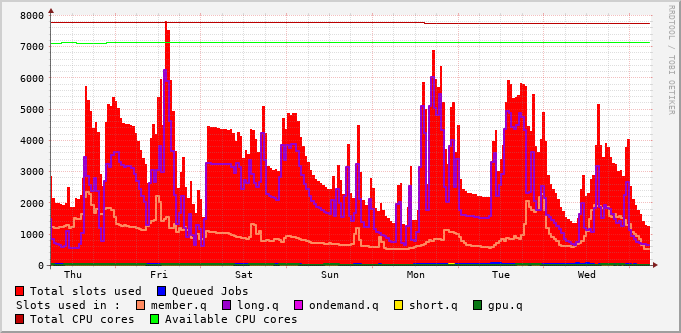 8000
7000
6000
5000
4000
3000
2000
1000
0
Thu Fri Sat Sun Mon Tue Wed
RRDTOOL / TOBI OETIKER
Total slots used Queued Jobs
Slots used in : member.q long.q ondemand.q short.q gpu.q
Total CPU cores Available CPU cores